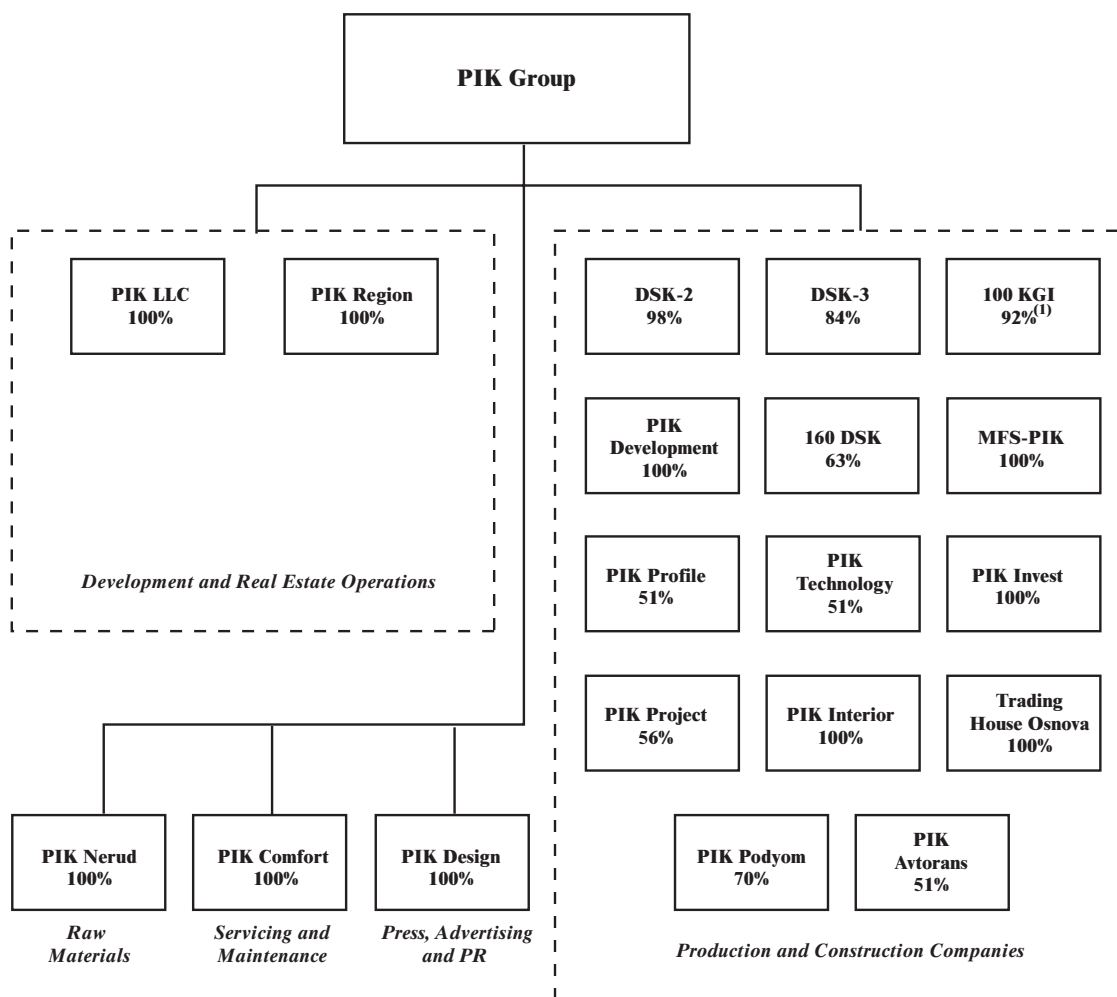 PIK Group
PIK LLC
100%
PIK Region
100%
Development and Real Estate Operations
DSK-2
98%
DSK-3
84%
100 KGI
92%(1)
PIK
Development
100%
160 DSK
63%
MFS-PIK
100%
PIK Profile
51%
PIK
Technology
51%
PIK Invest
100%
PIK Project
56%
PIK Interior
100%
Trading
House Osnova
100%
PIK Podyom
70%
PIK
Avtorans
51%
Production and Construction Companies
PIK Nerud
100%
Raw
Materials
PIK Comfort
100%
Servicing and
Maintenance
PIK Design
100%
Press, Advertising
and PR